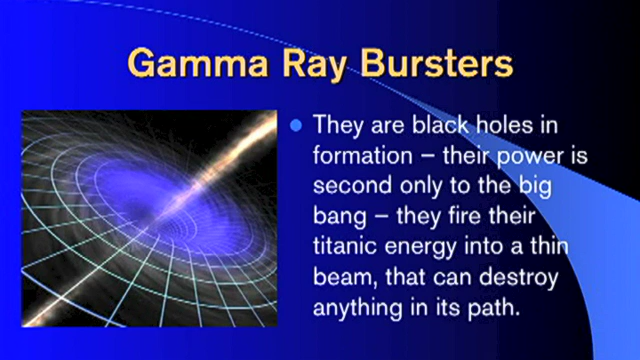 Gamma Ray Bursters
They are black holes in
formation – their power is
second only to the big
bang – they fire their
titanic energy into a thin
beam, that can destroy
anything in its path.